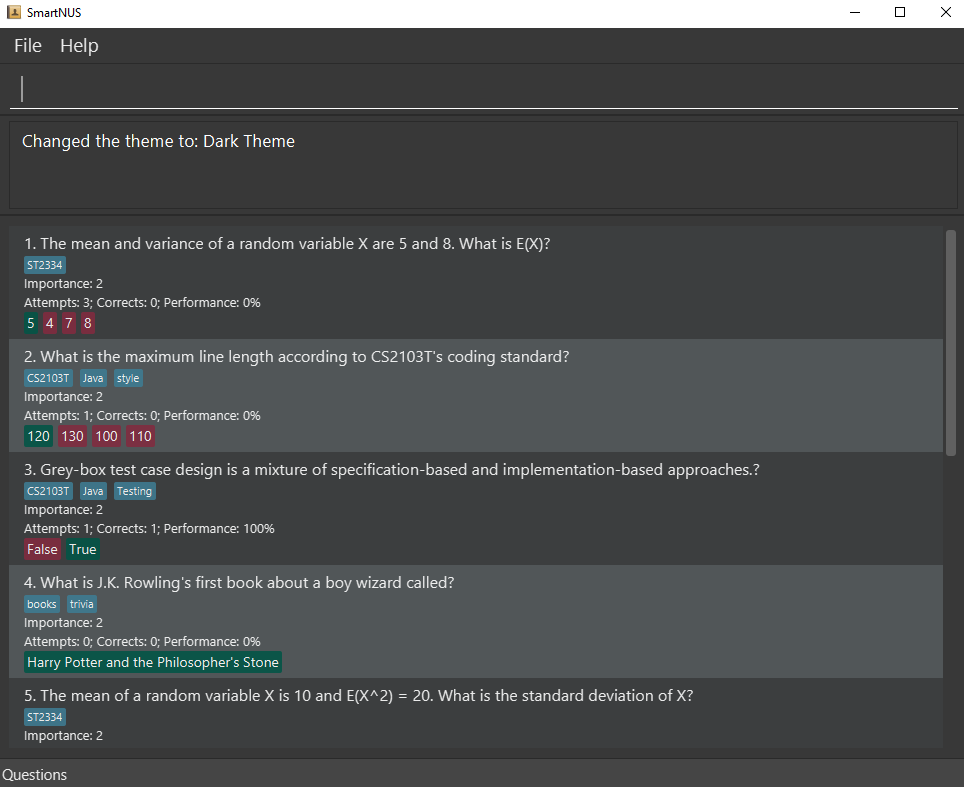 SmartNUS
File Help
Changed the theme to: Dark Theme
1. The mean and variance of a random variable X are 5 and 8. What is E(X)?
ST2334
Importance: 2
Attempts: 3; Corrects: 0; Performance: 0%
5 4 7 8
2. What is the maximum line length according to CS2103T's coding standard?
CS2103T Java style
Importance: 2
Attempts: 1; Corrects: 0; Performance: 0%
120 130 100 110
3. Grey-box test case design is a mixture of specification-based and implementation-based approaches.?
CS2103T Java Testing
Importance: 2
Attempts: 1; Corrects: 1; Performance: 100%
False True
4. What is J.K. Rowling's first book about a boy wizard called?
books trivia
Importance: 2
Attempts: 0; Corrects: 0; Performance: 0%
Harry Potter and the Philosopher's Stone
5. The mean of a random variable X is 10 and E(X^2) = 20. What is the standard deviation of X?
ST2334
Importance: 2
Questions